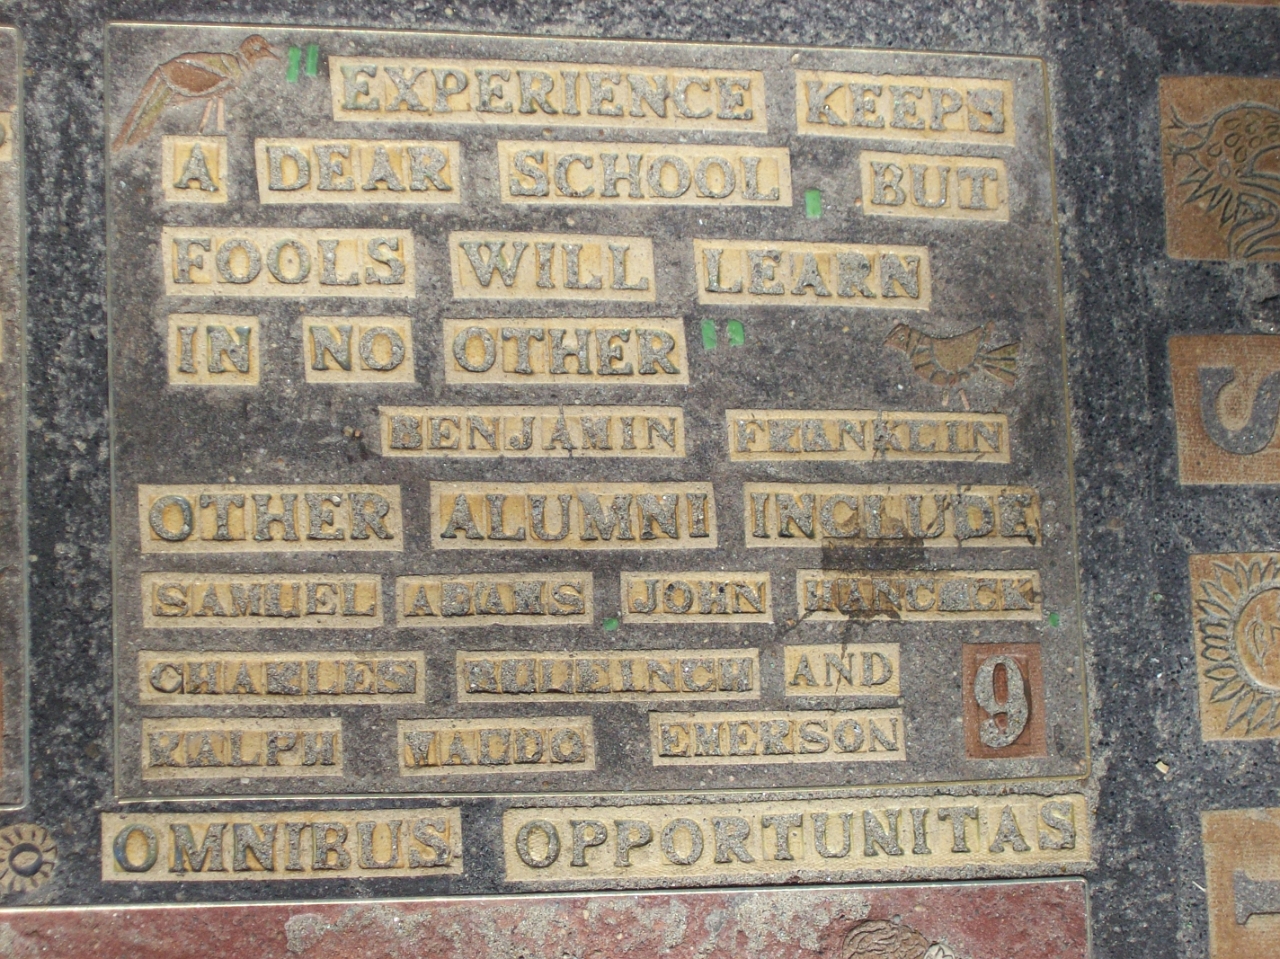 "EXPERIENCE KEEPS
A DEAR SCHOOL, BUT
FOOLS WILL LEARN
IN NO OTHER"
BENJAMIN FRANKLIN
OTHER ALUMNI INCLUDE
SAMUEL ADAMS, JOHN HANCOCK,
CHARLES BULFINCH AND
RALPH WALDO EMERSON
9
OMNIBUS OPPORTUNITAS
S